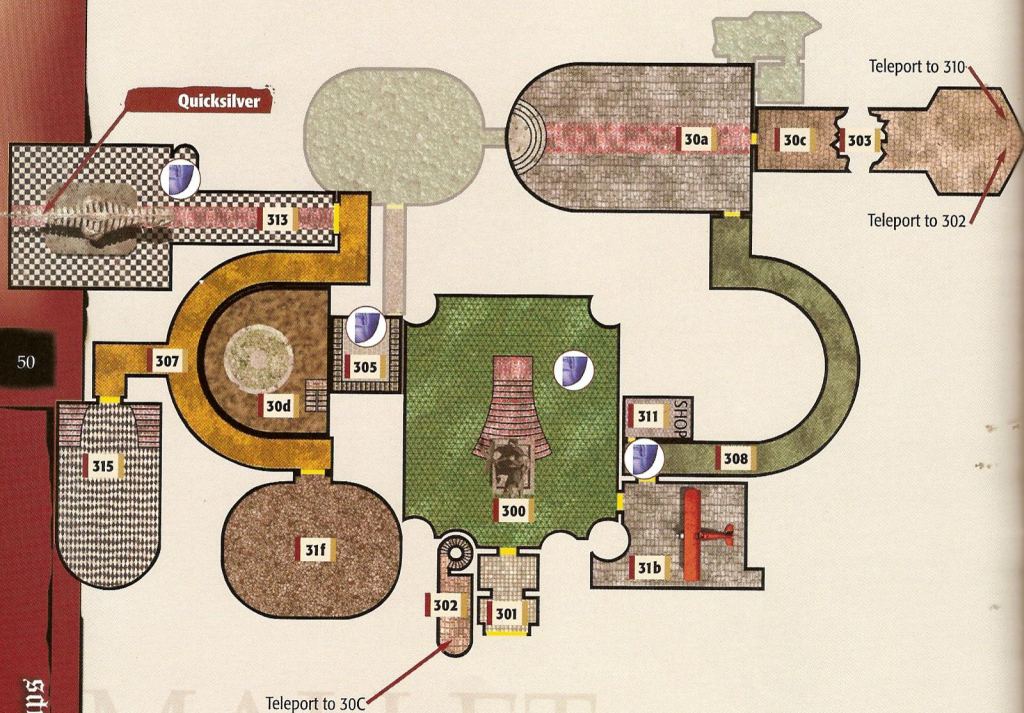 Teleport to 310
Quicksilver
30a
30c
303
Teleport to 302
313
50
305
307
30d
311
SHOP
308
315
300
31f
31b
302
301
Teleport to 30C
MALLET